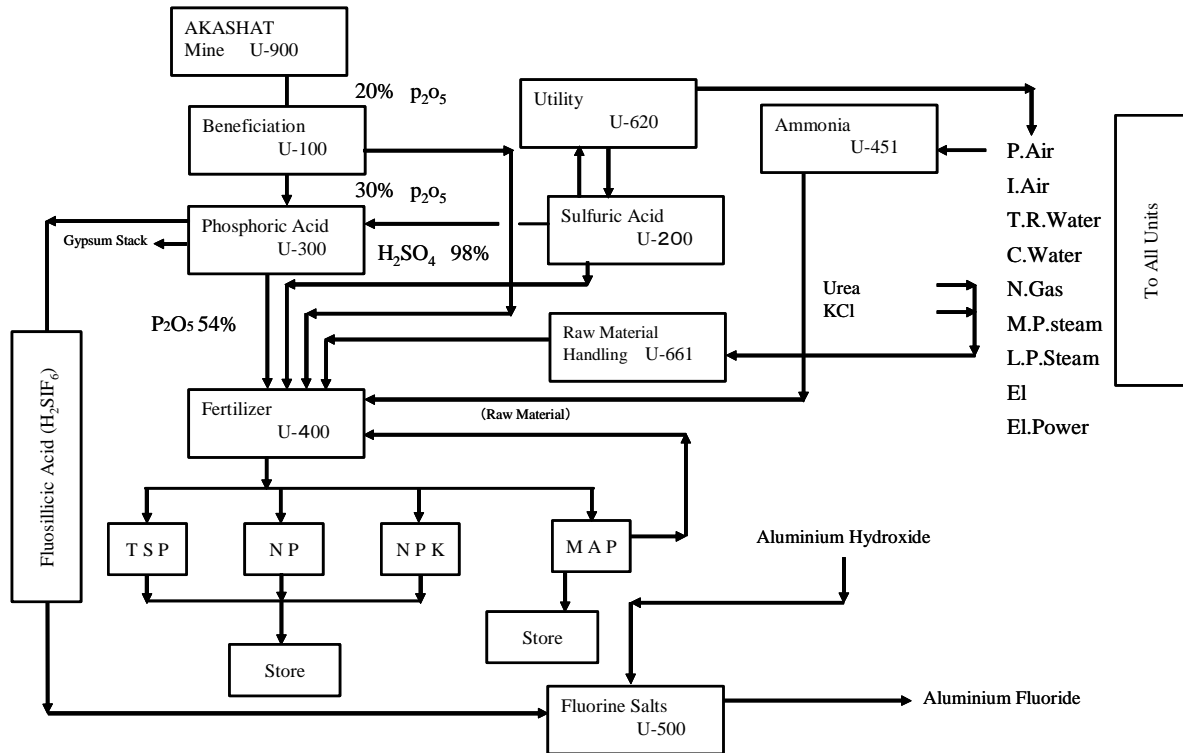 AKASHAT
Mine U-900
20% p₂o₅
Utility
U-620
Ammonia
U-451
Beneficiation
U-100
P.Air
I.Air
T.R.Water
C.Water
N.Gas
M.P.steam
L.P.Steam
El
El.Power
To All Units
30% p₂o₅
Phosphoric Acid
U-300
Gypsum Stack
Sulfuric Acid
U-200
H₂SO₄ 98%
Urea
KCl
P₂O₅ 54%
Raw Material
Handling U-661
Fluosillicic Acid (H₂SIF₆)
Fertilizer
U-400
(Raw Material)
T S P
N P
N P K
M A P
Aluminium Hydroxide
Store
Store
Fluorine Salts
U-500
Aluminium Fluoride